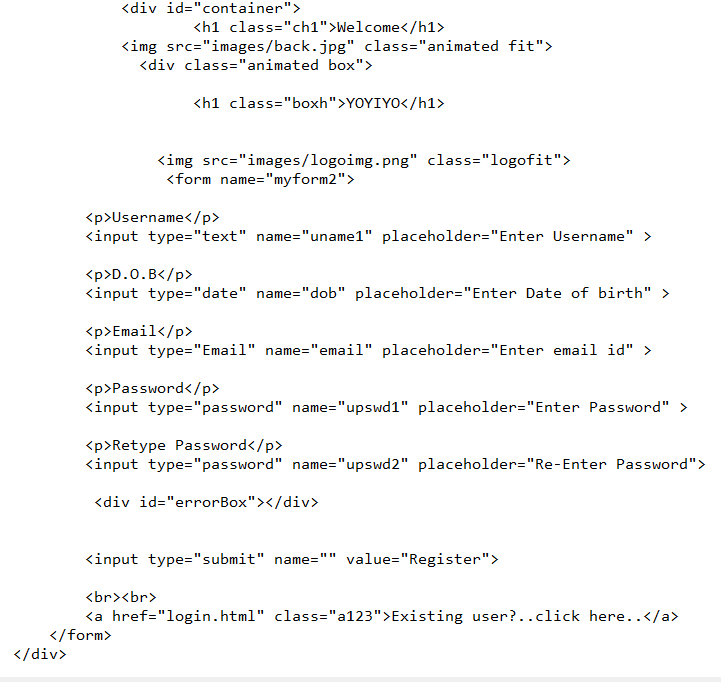 <div id="container">
<h1 class="ch1">Welcome</h1>
<img src="images/back.jpg" class="animated fit">
<div class="animated box">
<h1 class="boxh">YOYIYO</h1>
<img src="images/logoimg.png" class="logofit">
<form name="myform2">
<p>Username</p>
<input type="text" name="uname1" placeholder="Enter Username" >
<p>D.O.B</p>
<input type="date" name="dob" placeholder="Enter Date of birth" >
<p>Email</p>
<input type="Email" name="email" placeholder="Enter email id" >
<p>Password</p>
<input type="password" name="upswd1" placeholder="Enter Password" >
<p>Retype Password</p>
<input type="password" name="upswd2" placeholder="Re-Enter Password">
<div id="errorBox"></div>
<input type="submit" name="" value="Register">
<br><br>
<a href="login.html" class="a123">Existing user?..click here..</a>
</form>
</div>